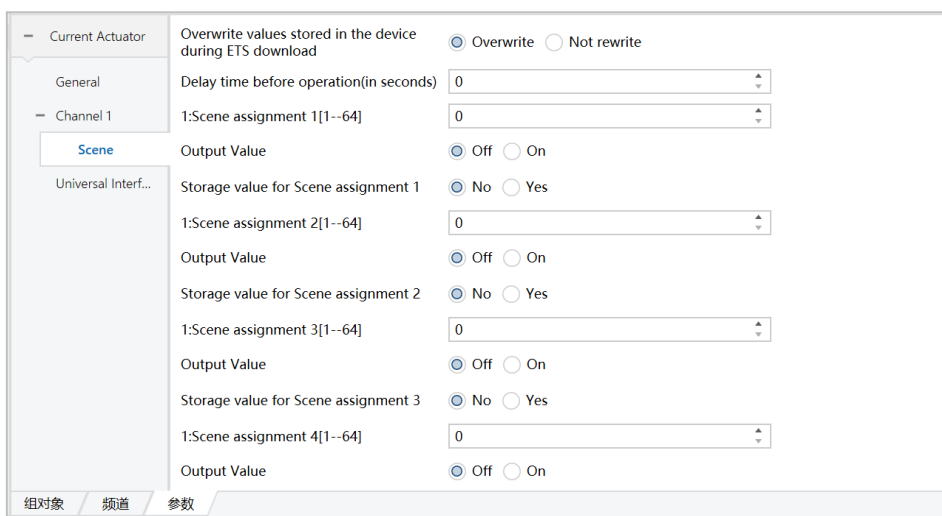 Current Actuator
General
Channel 1
Scene
Universal Interf...
Overwrite values stored in the device
during ETS download
Overwrite Not rewrite
Delay time before operation(in seconds) 0
1:Scene assignment 1[1--64] 0
Output Value Off On
Storage value for Scene assignment 1 No Yes
1:Scene assignment 2[1--64] 0
Output Value Off On
Storage value for Scene assignment 2 No Yes
1:Scene assignment 3[1--64] 0
Output Value Off On
Storage value for Scene assignment 3 No Yes
1:Scene assignment 4[1--64] 0
Output Value Off On
组对象 频道 参数